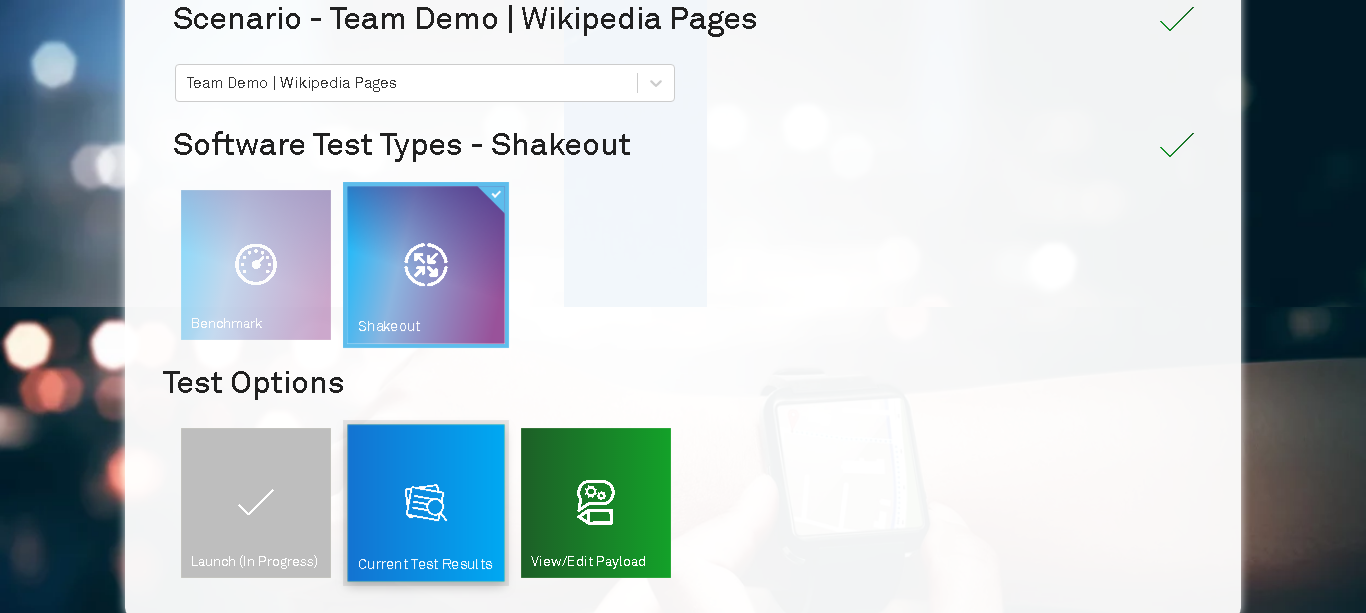 Scenario - Team Demo | Wikipedia Pages
Team Demo | Wikipedia Pages
Software Test Types - Shakeout
Benchmark
Shakeout
Test Options
Launch (In Progress)
Current Test Results
View/Edit Payload